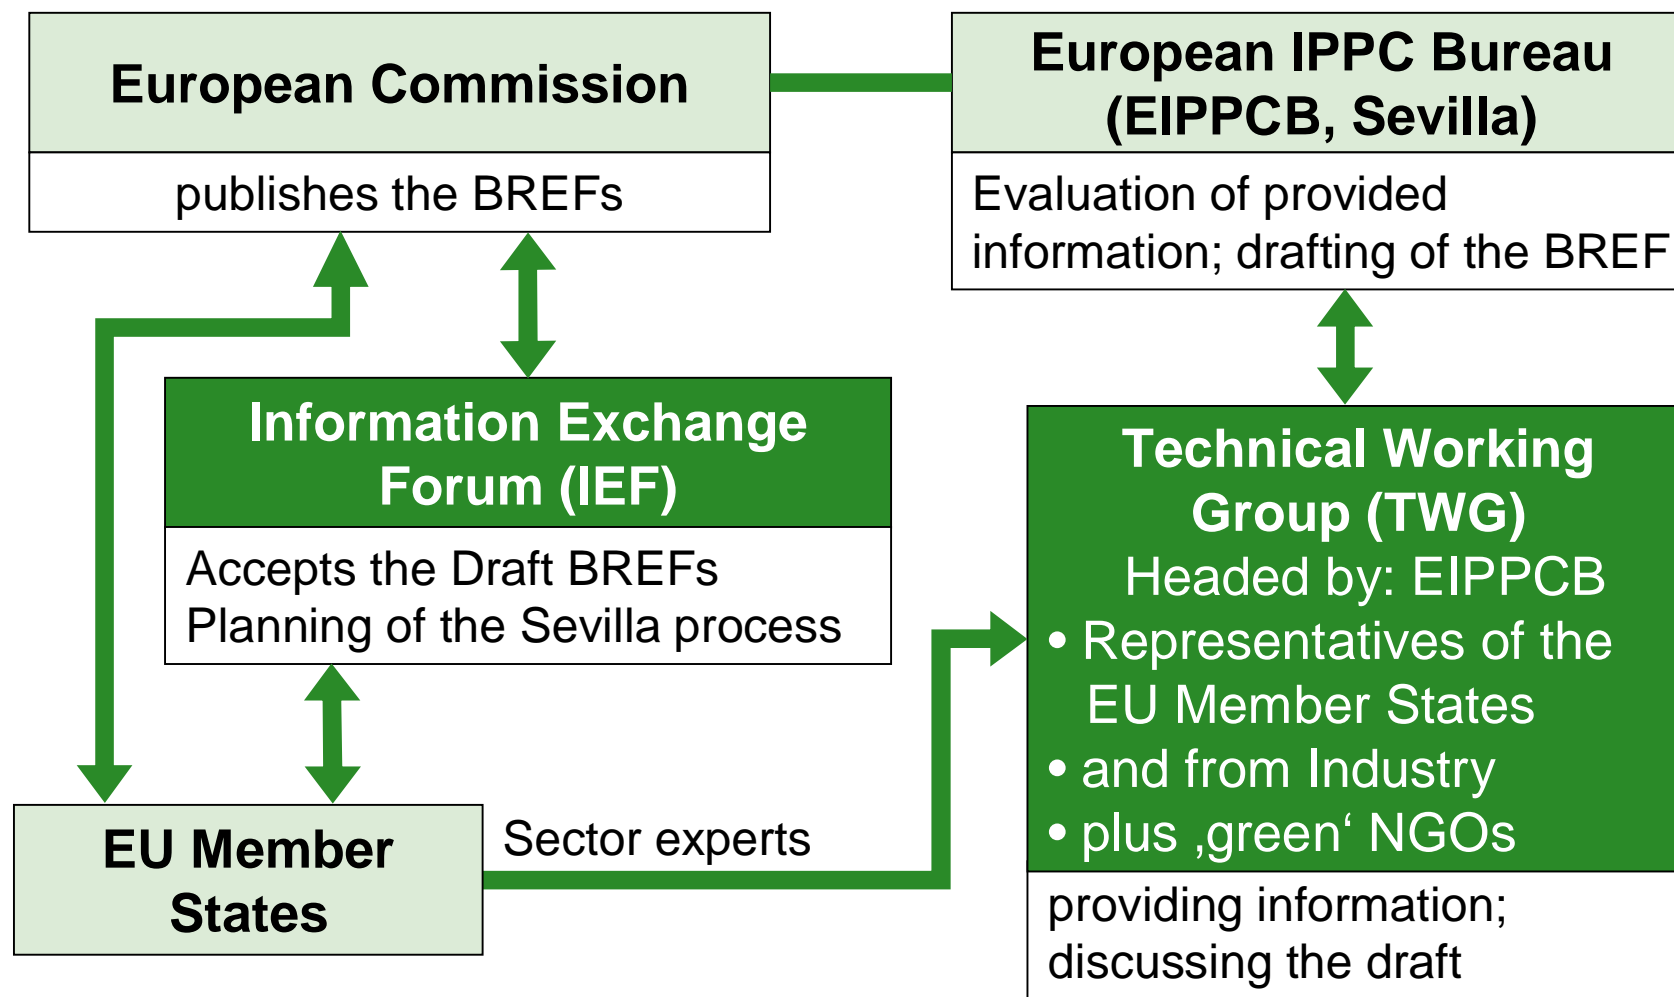 European Commission
publishes the BREFs
European IPPC Bureau
(EIPPCB, Sevilla)
Evaluation of provided
information; drafting of the BREF
Information Exchange
Forum (IEF)
Accepts the Draft BREFs
Planning of the Sevilla process
Technical Working
Group (TWG)
Headed by: EIPPCB
• Representatives of the
EU Member States
• and from Industry
• plus ‚green‘ NGOs
providing information;
discussing the draft
EU Member
States
Sector experts